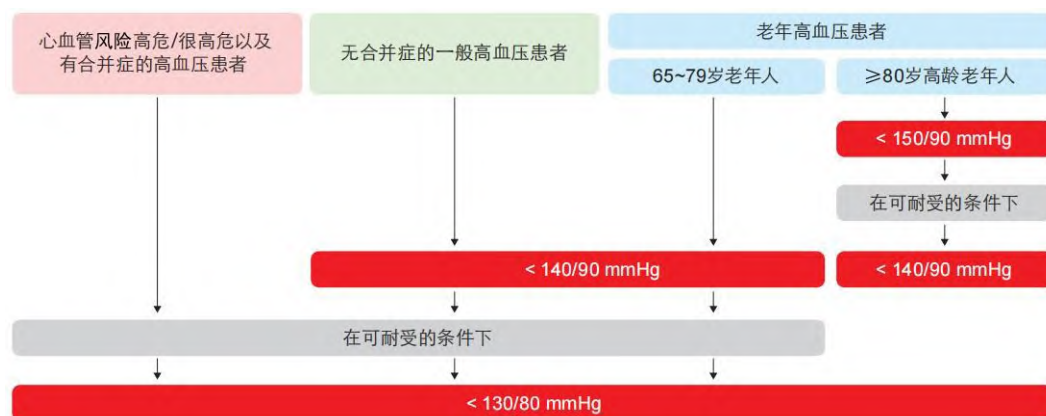 心血管风险高危/很高危以及
有合并症的高血压患者
无合并症的一般高血压患者
老年高血压患者
65~79岁老年人
≥80岁高龄老年人
< 150/90 mmHg
在可耐受的条件下
< 140/90 mmHg
< 140/90 mmHg
在可耐受的条件下
< 130/80 mmHg